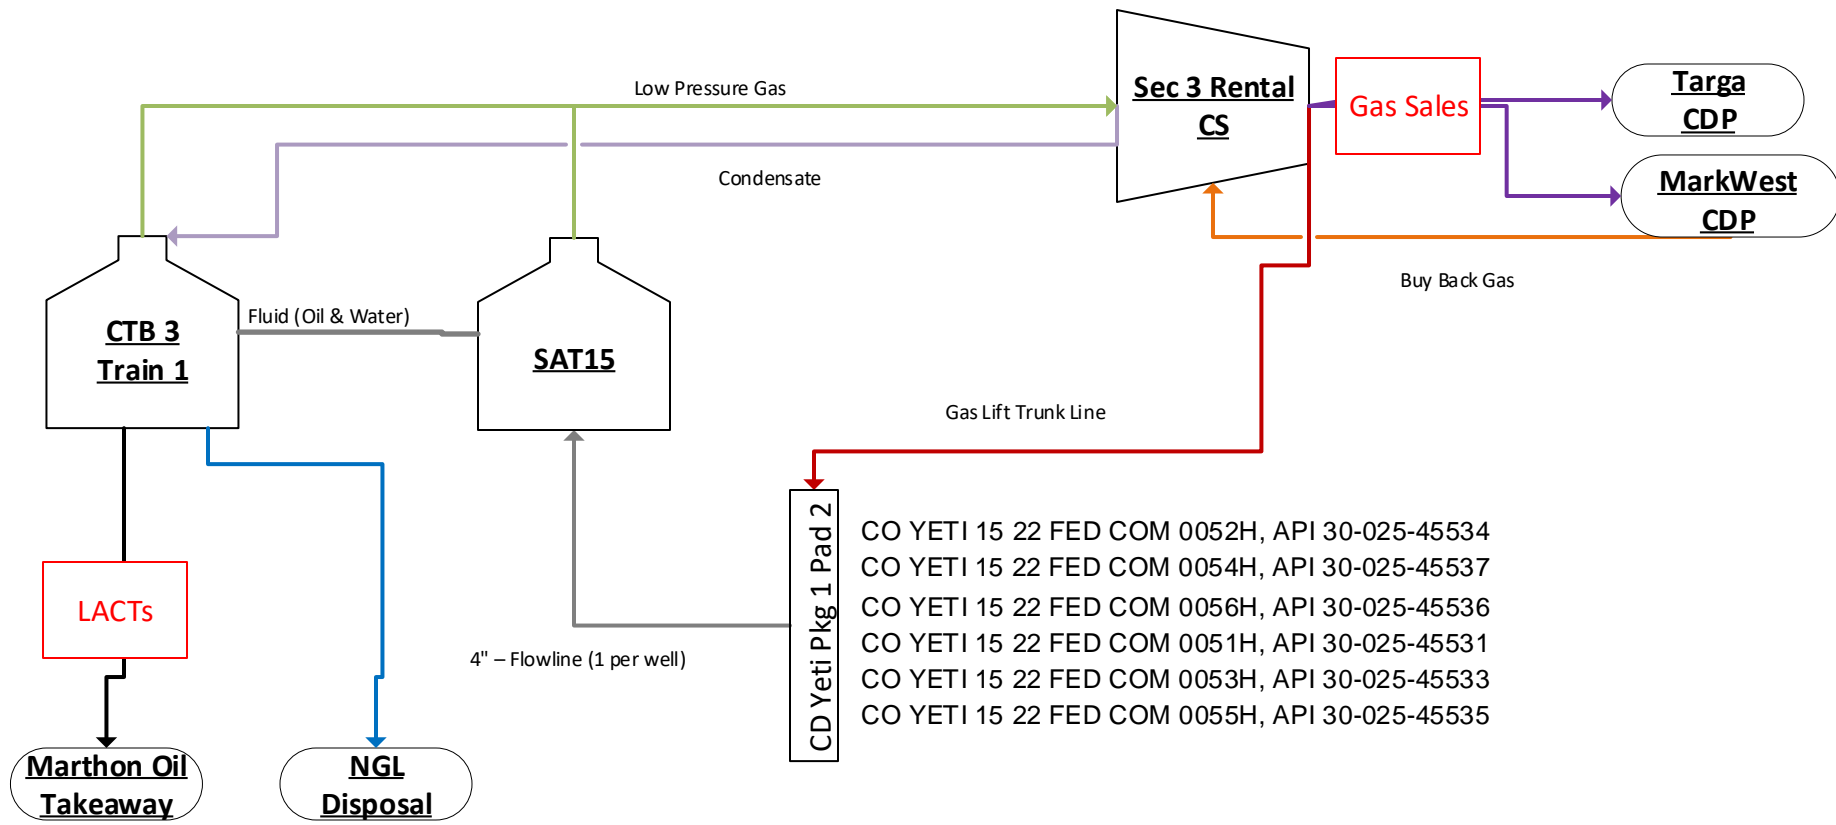 Low Pressure Gas
Sec 3 Rental
CS
Gas Sales
Targa
CDP
MarkWest
CDP
Condensate
Buy Back Gas
Fluid (Oil & Water)
CTB 3
Train 1
SAT15
Gas Lift Trunk Line
CD Yeti Pkg 1 Pad 2
CO YETI 15 22 FED COM 0052H, API 30-025-45534
CO YETI 15 22 FED COM 0054H, API 30-025-45537
CO YETI 15 22 FED COM 0056H, API 30-025-45536
CO YETI 15 22 FED COM 0051H, API 30-025-45531
CO YETI 15 22 FED COM 0053H, API 30-025-45533
CO YETI 15 22 FED COM 0055H, API 30-025-45535
LACTs
4" – Flowline (1 per well)
Marthon Oil
Takeaway
NGL
Disposal